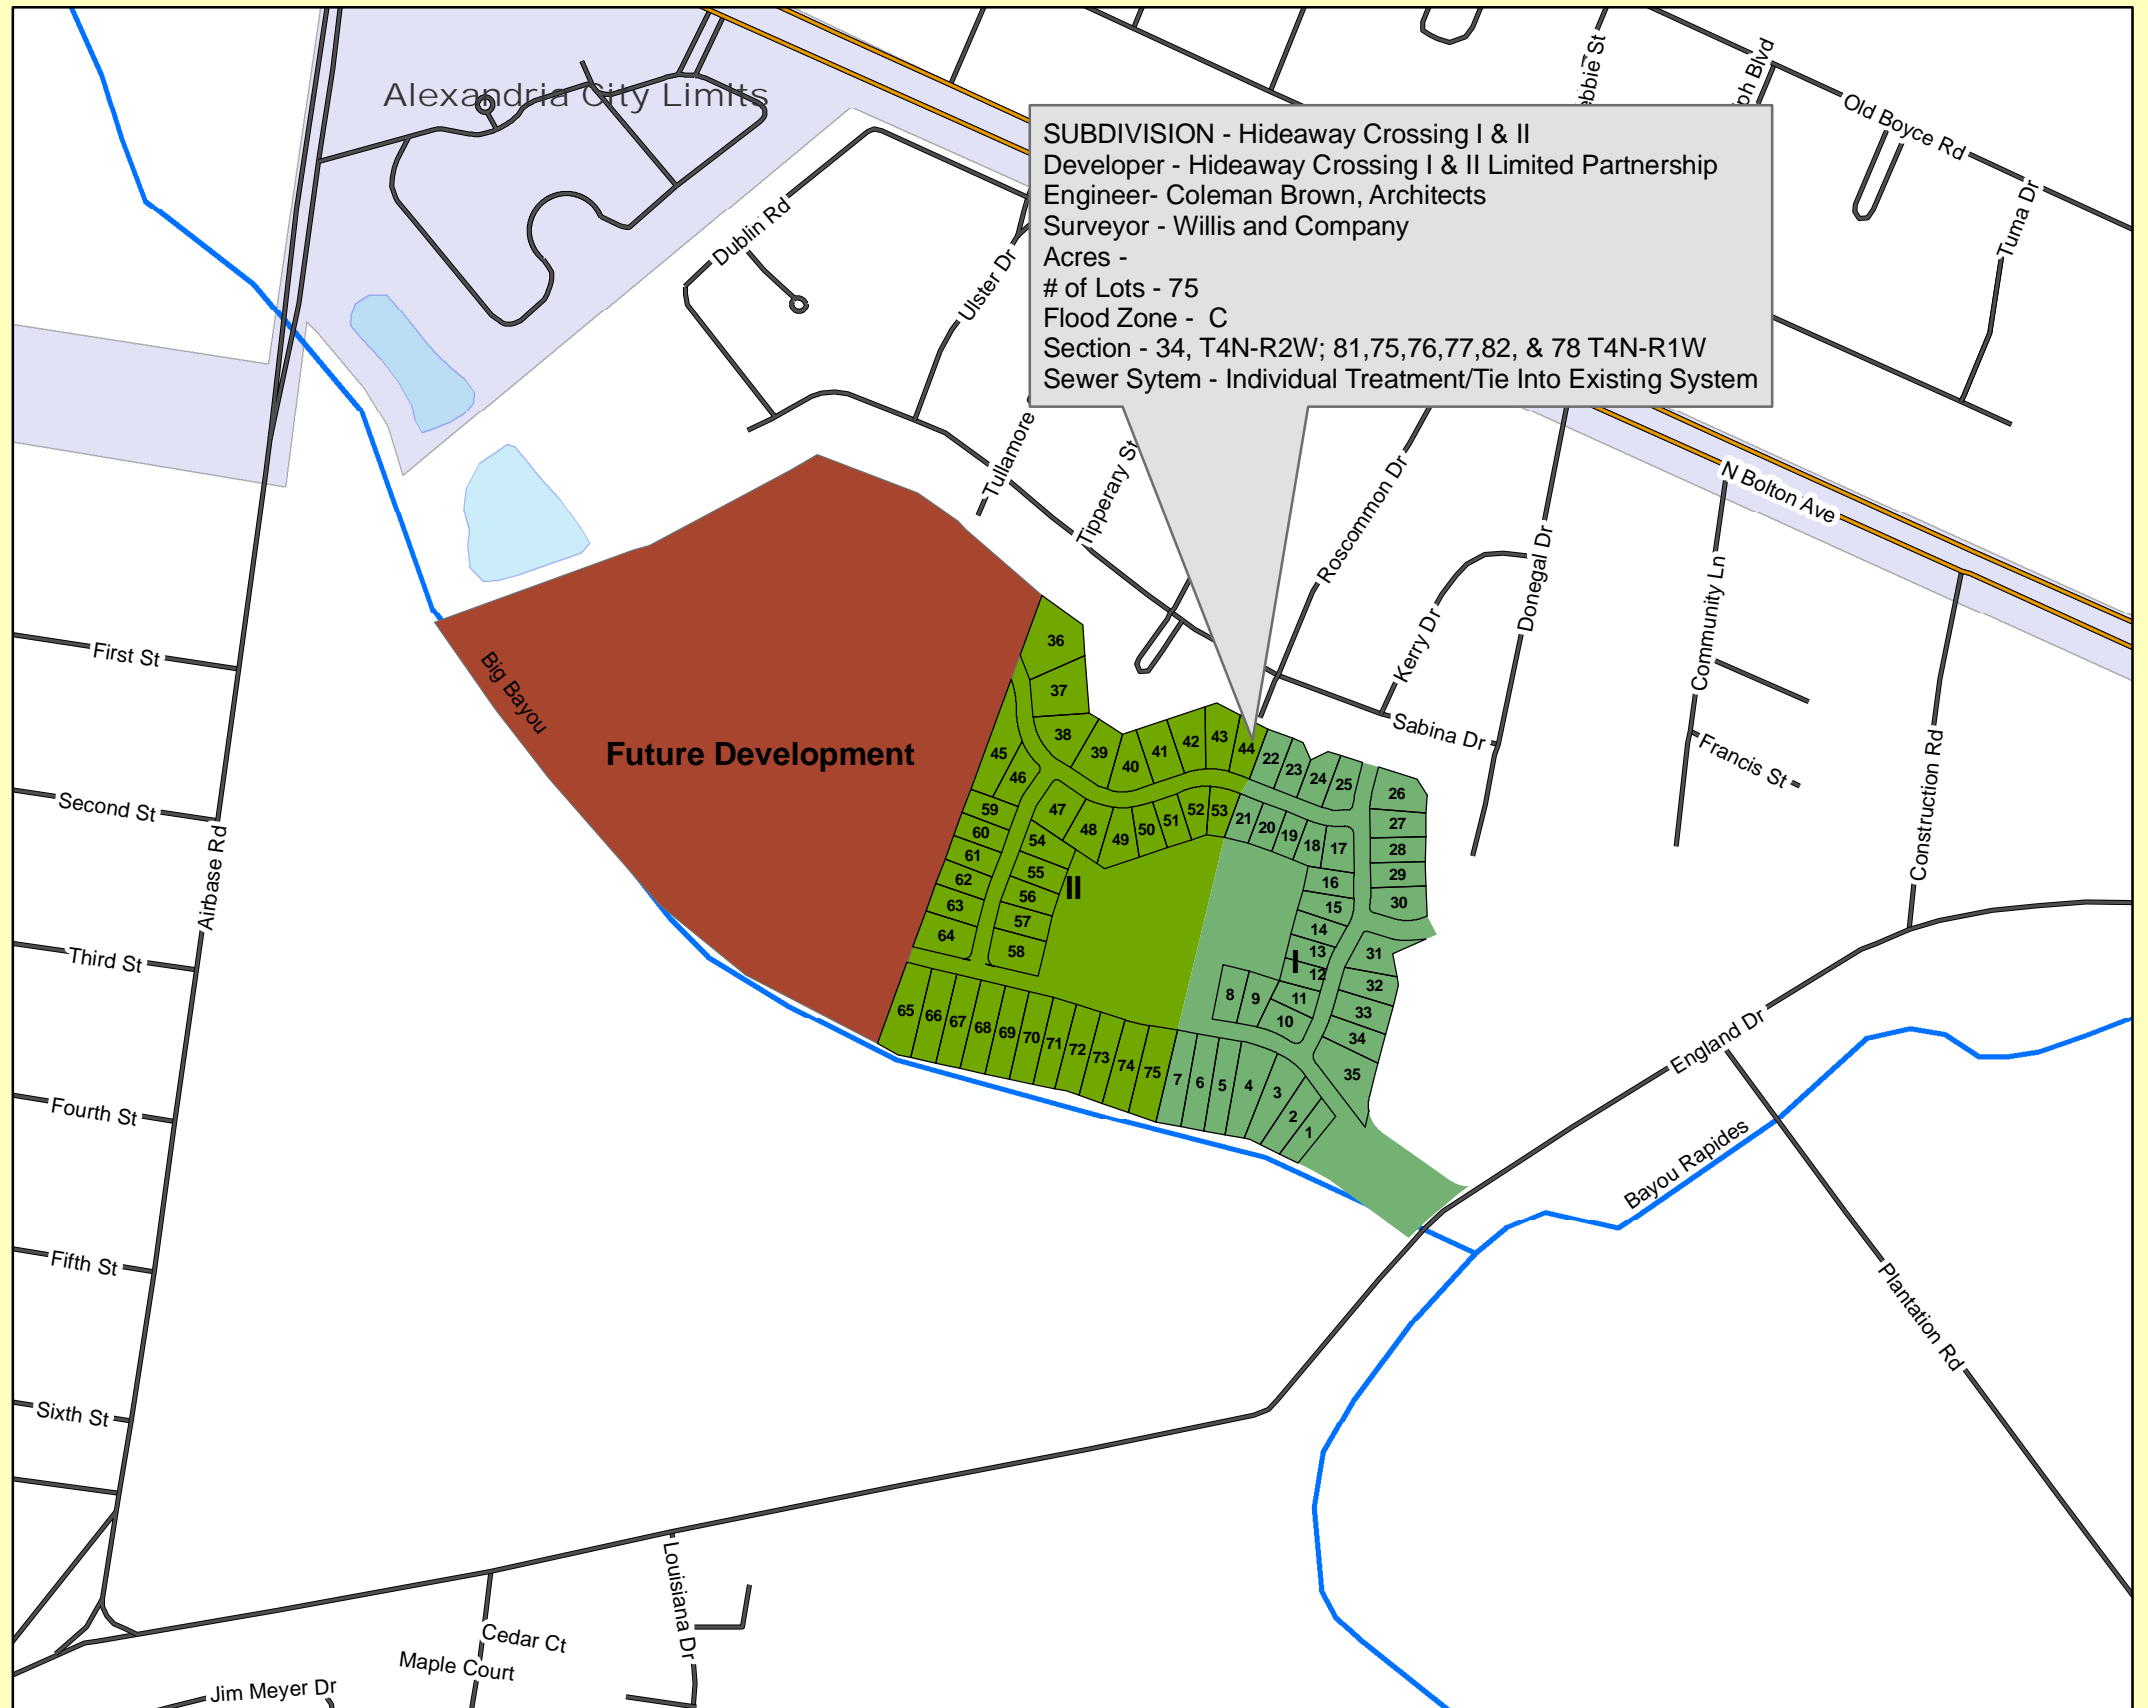 Alexandria City Limits
ebbie St
ph Blvd
Old Boyce Rd
Tuma Dr
SUBDIVISION - Hideaway Crossing I & II
Developer - Hideaway Crossing I & II Limited Partnership
Engineer- Coleman Brown, Architects
Surveyor - Willis and Company
Acres -
# of Lots - 75
Flood Zone - C
Section - 34, T4N-R2W; 81,75,76,77,82, & 78 T4N-R1W
Sewer Sytem - Individual Treatment/Tie Into Existing System
Dublin Rd
Ulster Dr
Tullamore
Tipperary St
Roscommon Dr
Donegal Dr
N Bolton Ave
Kerry Dr
Community Ln
Sabina Dr
Francis St
Construction Rd
First St
Second St
Airbase Rd
Third St
Fourth St
Fifth St
Sixth St
Big Bayou
Future Development
36
37
38
39
40
41
42
43
44
22
23
24
25
26
27
28
29
30
45
46
47
48
49
50
51
52
53
21
20
19
18
17
16
15
14
13
12
11
10
9
8
59
60
61
62
63
64
54
55
56
57
58
II
I
31
32
33
34
35
65
66
67
68
69
70
71
72
73
74
75
7
6
5
4
3
2
1
England Dr
Bayou Rapides
Plantation Rd
Louisiana Dr
Cedar Ct
Maple Court
Jim Meyer Dr